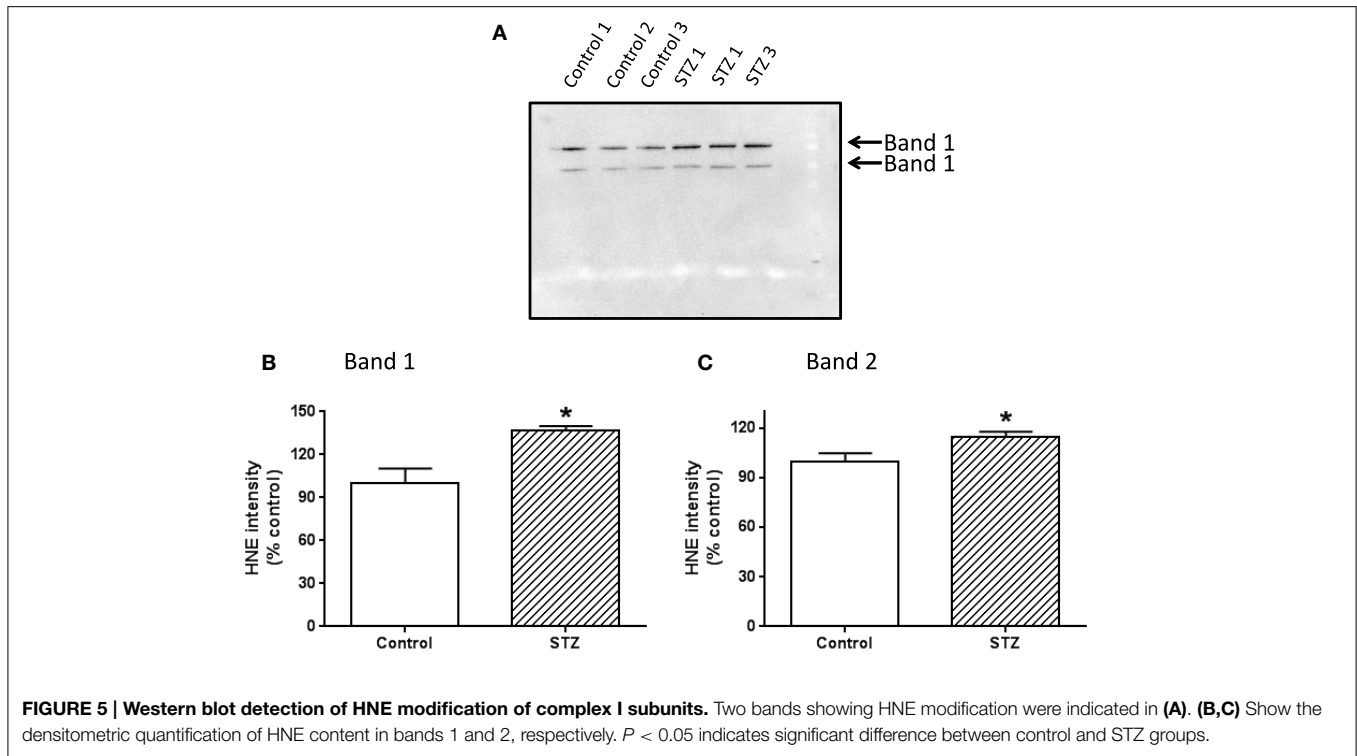 A
Control 1
Control 2
Control 3
STZ 1
STZ 1
STZ 3
Band 1
Band 1
B
Band 1
HNE intensity
(% control)
150
120
90
60
30
0
*
Control
STZ
C
Band 2
HNE intensity
(% control)
120
90
60
30
0
*
Control
STZ
FIGURE 5 | Western blot detection of HNE modification of complex I subunits. Two bands showing HNE modification were indicated in (A). (B,C) Show the
densitometric quantification of HNE content in bands 1 and 2, respectively. P < 0.05 indicates significant difference between control and STZ groups.